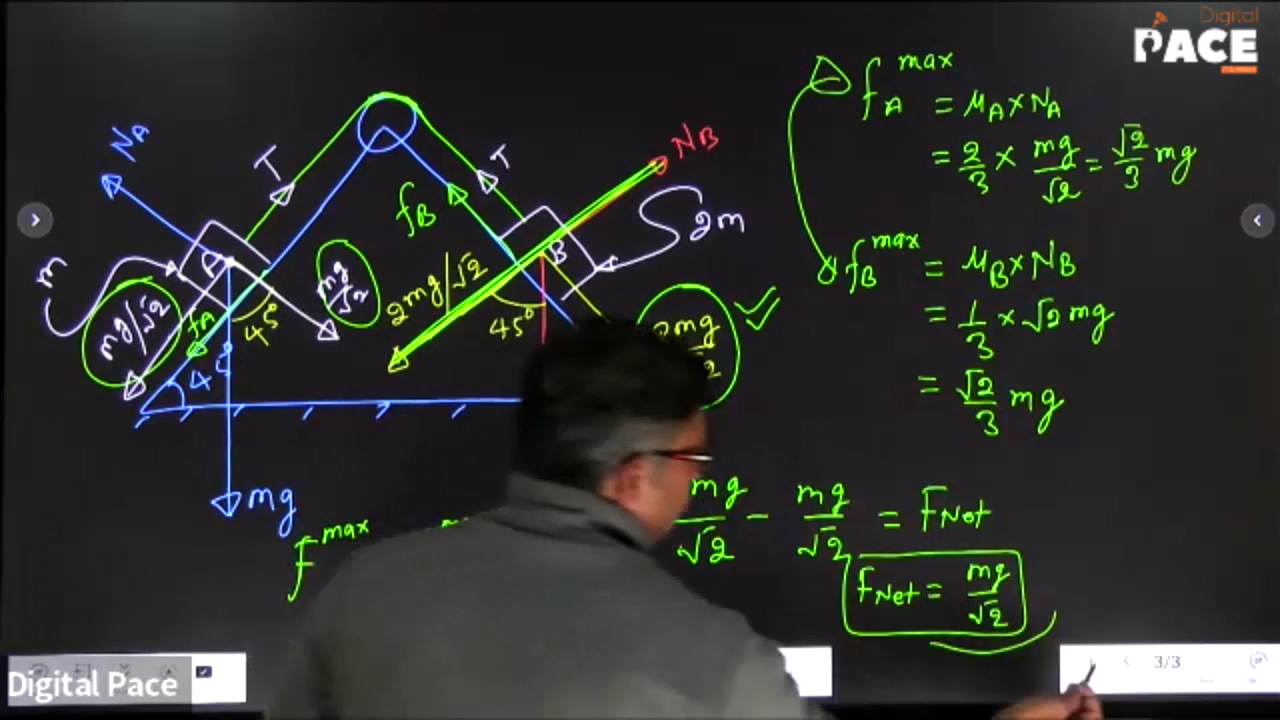 Digital
PACE
N_A
T
T
N_B
f_B
2m
m
A
B
mg/√2
mg/√2
2mg/√2
f_A
45°
45°
mg
f_A^max = μ_A × N_A
= 2/3 × mg/√2 = √2/3 mg
f_B^max = μ_B × N_B
= 1/3 × √2 mg
= √2/3 mg
f^max
mg/√2 - mg/√2 = F_Net
F_Net = mg/√2
3/3
Digital Pace